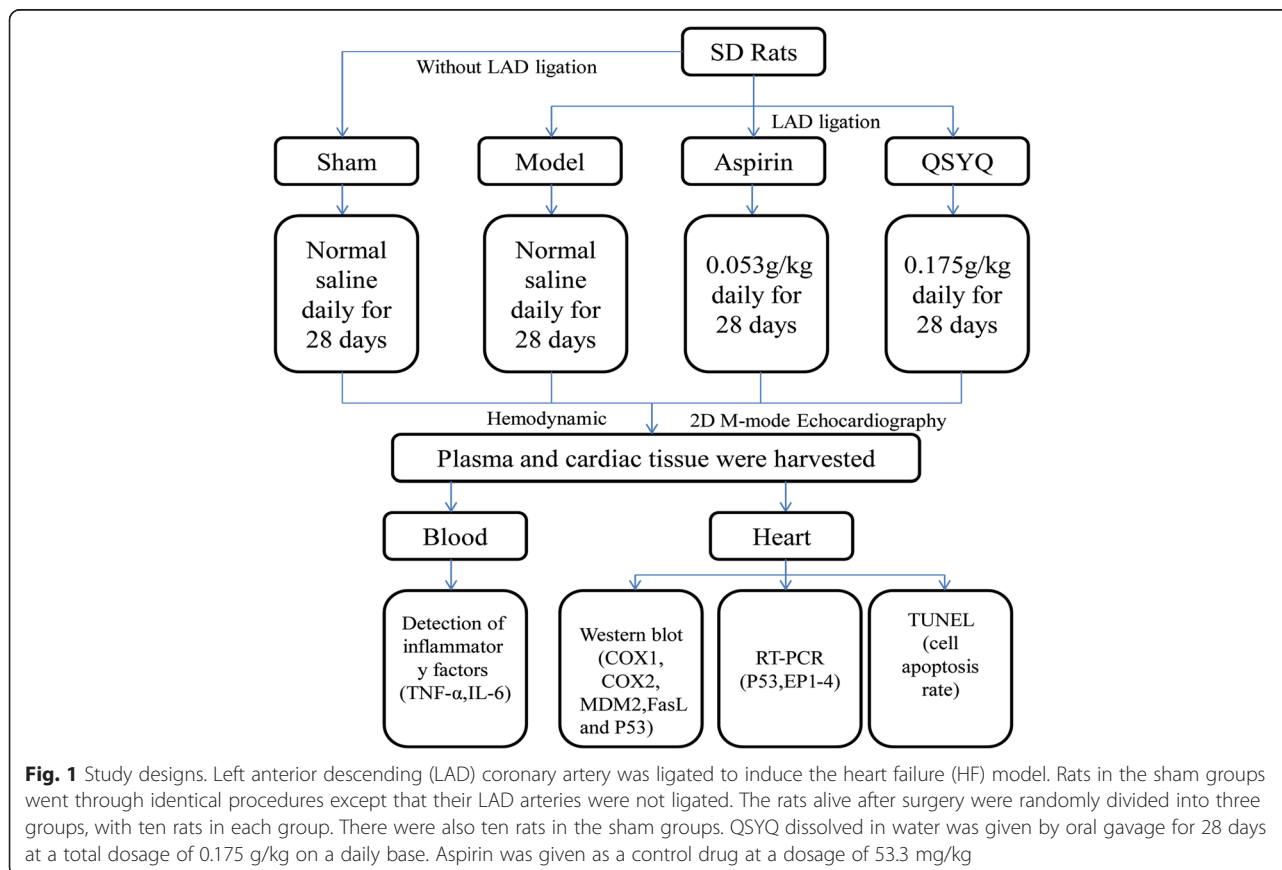 SD Rats
Without LAD ligation
LAD ligation
Sham
Model
Aspirin
QSYQ
Normal
saline
daily for
28 days
Normal
saline
daily for
28 days
0.053g/kg
daily for
28 days
0.175g/kg
daily for
28 days
Hemodynamic
2D M-mode Echocardiography
Plasma and cardiac tissue were harvested
Blood
Heart
Detection of
inflammator
y factors
(TNF-α,IL-6)
Western blot
(COX1,
COX2,
MDM2,FasL
and P53)
RT-PCR
(P53,EP1-4)
TUNEL
(cell
apoptosis
rate)
Fig. 1 Study designs. Left anterior descending (LAD) coronary artery was ligated to induce the heart failure (HF) model. Rats in the sham groups
went through identical procedures except that their LAD arteries were not ligated. The rats alive after surgery were randomly divided into three
groups, with ten rats in each group. There were also ten rats in the sham groups. QSYQ dissolved in water was given by oral gavage for 28 days
at a total dosage of 0.175 g/kg on a daily base. Aspirin was given as a control drug at a dosage of 53.3 mg/kg